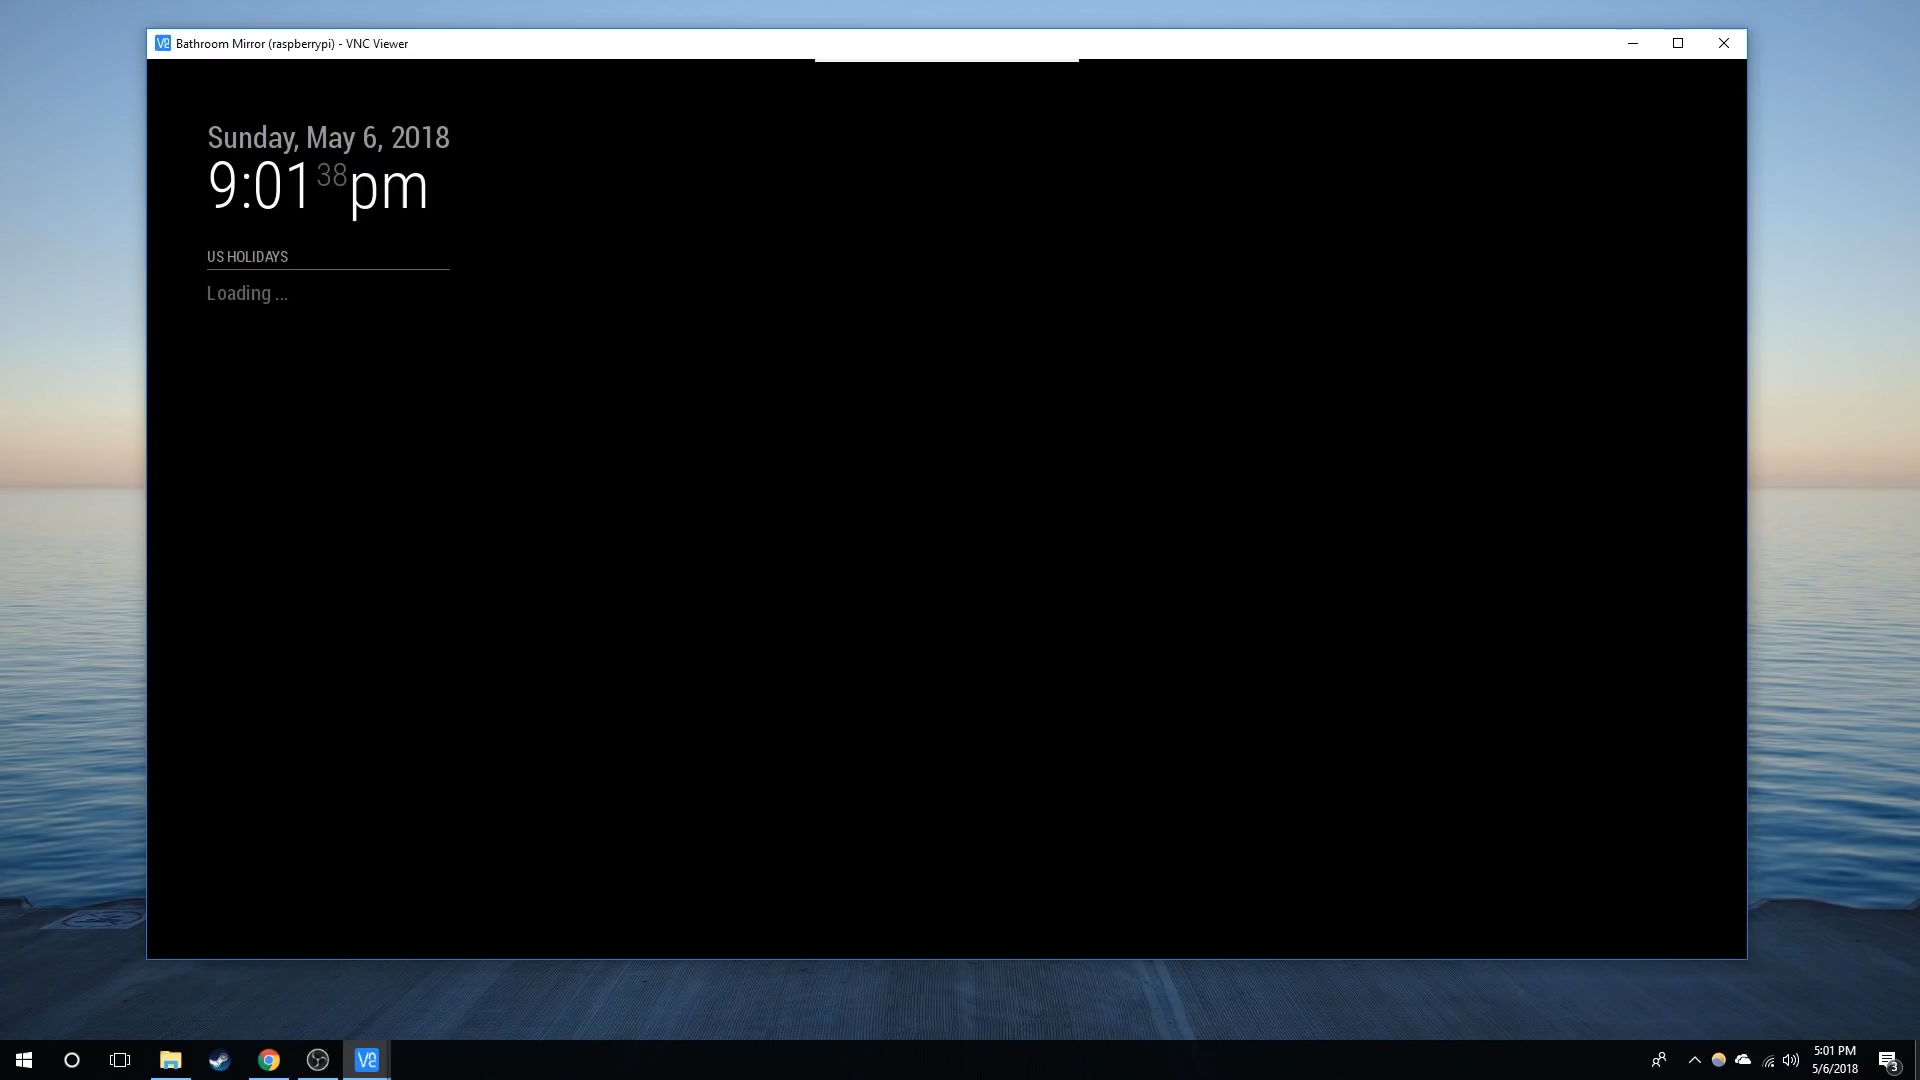 Bathroom Mirror (raspberrypi) - VNC Viewer
Sunday, May 6, 2018
9:01 38 pm
US HOLIDAYS
Loading ...
5:01 PM
5/6/2018
3